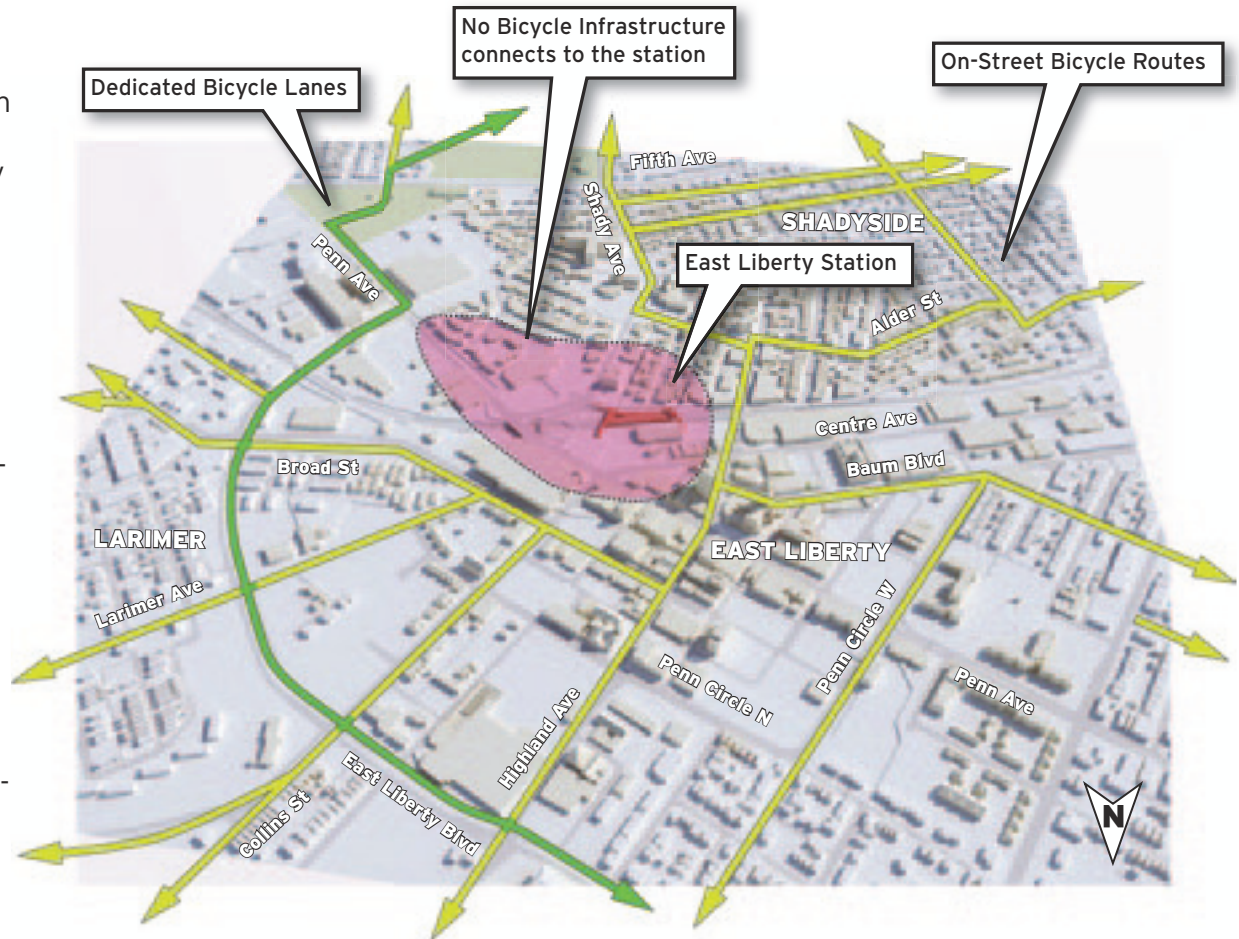 No Bicycle Infrastructure
connects to the station
On-Street Bicycle Routes
Dedicated Bicycle Lanes
Fifth Ave
Shady Ave
SHADYSIDE
Penn Ave
East Liberty Station
Alder St
Centre Ave
Baum Blvd
Broad St
LARIMER
EAST LIBERTY
Larimer Ave
Penn Circle W
Penn Circle N
Penn Ave
Highland Ave
East Liberty Blvd
Collins St
N